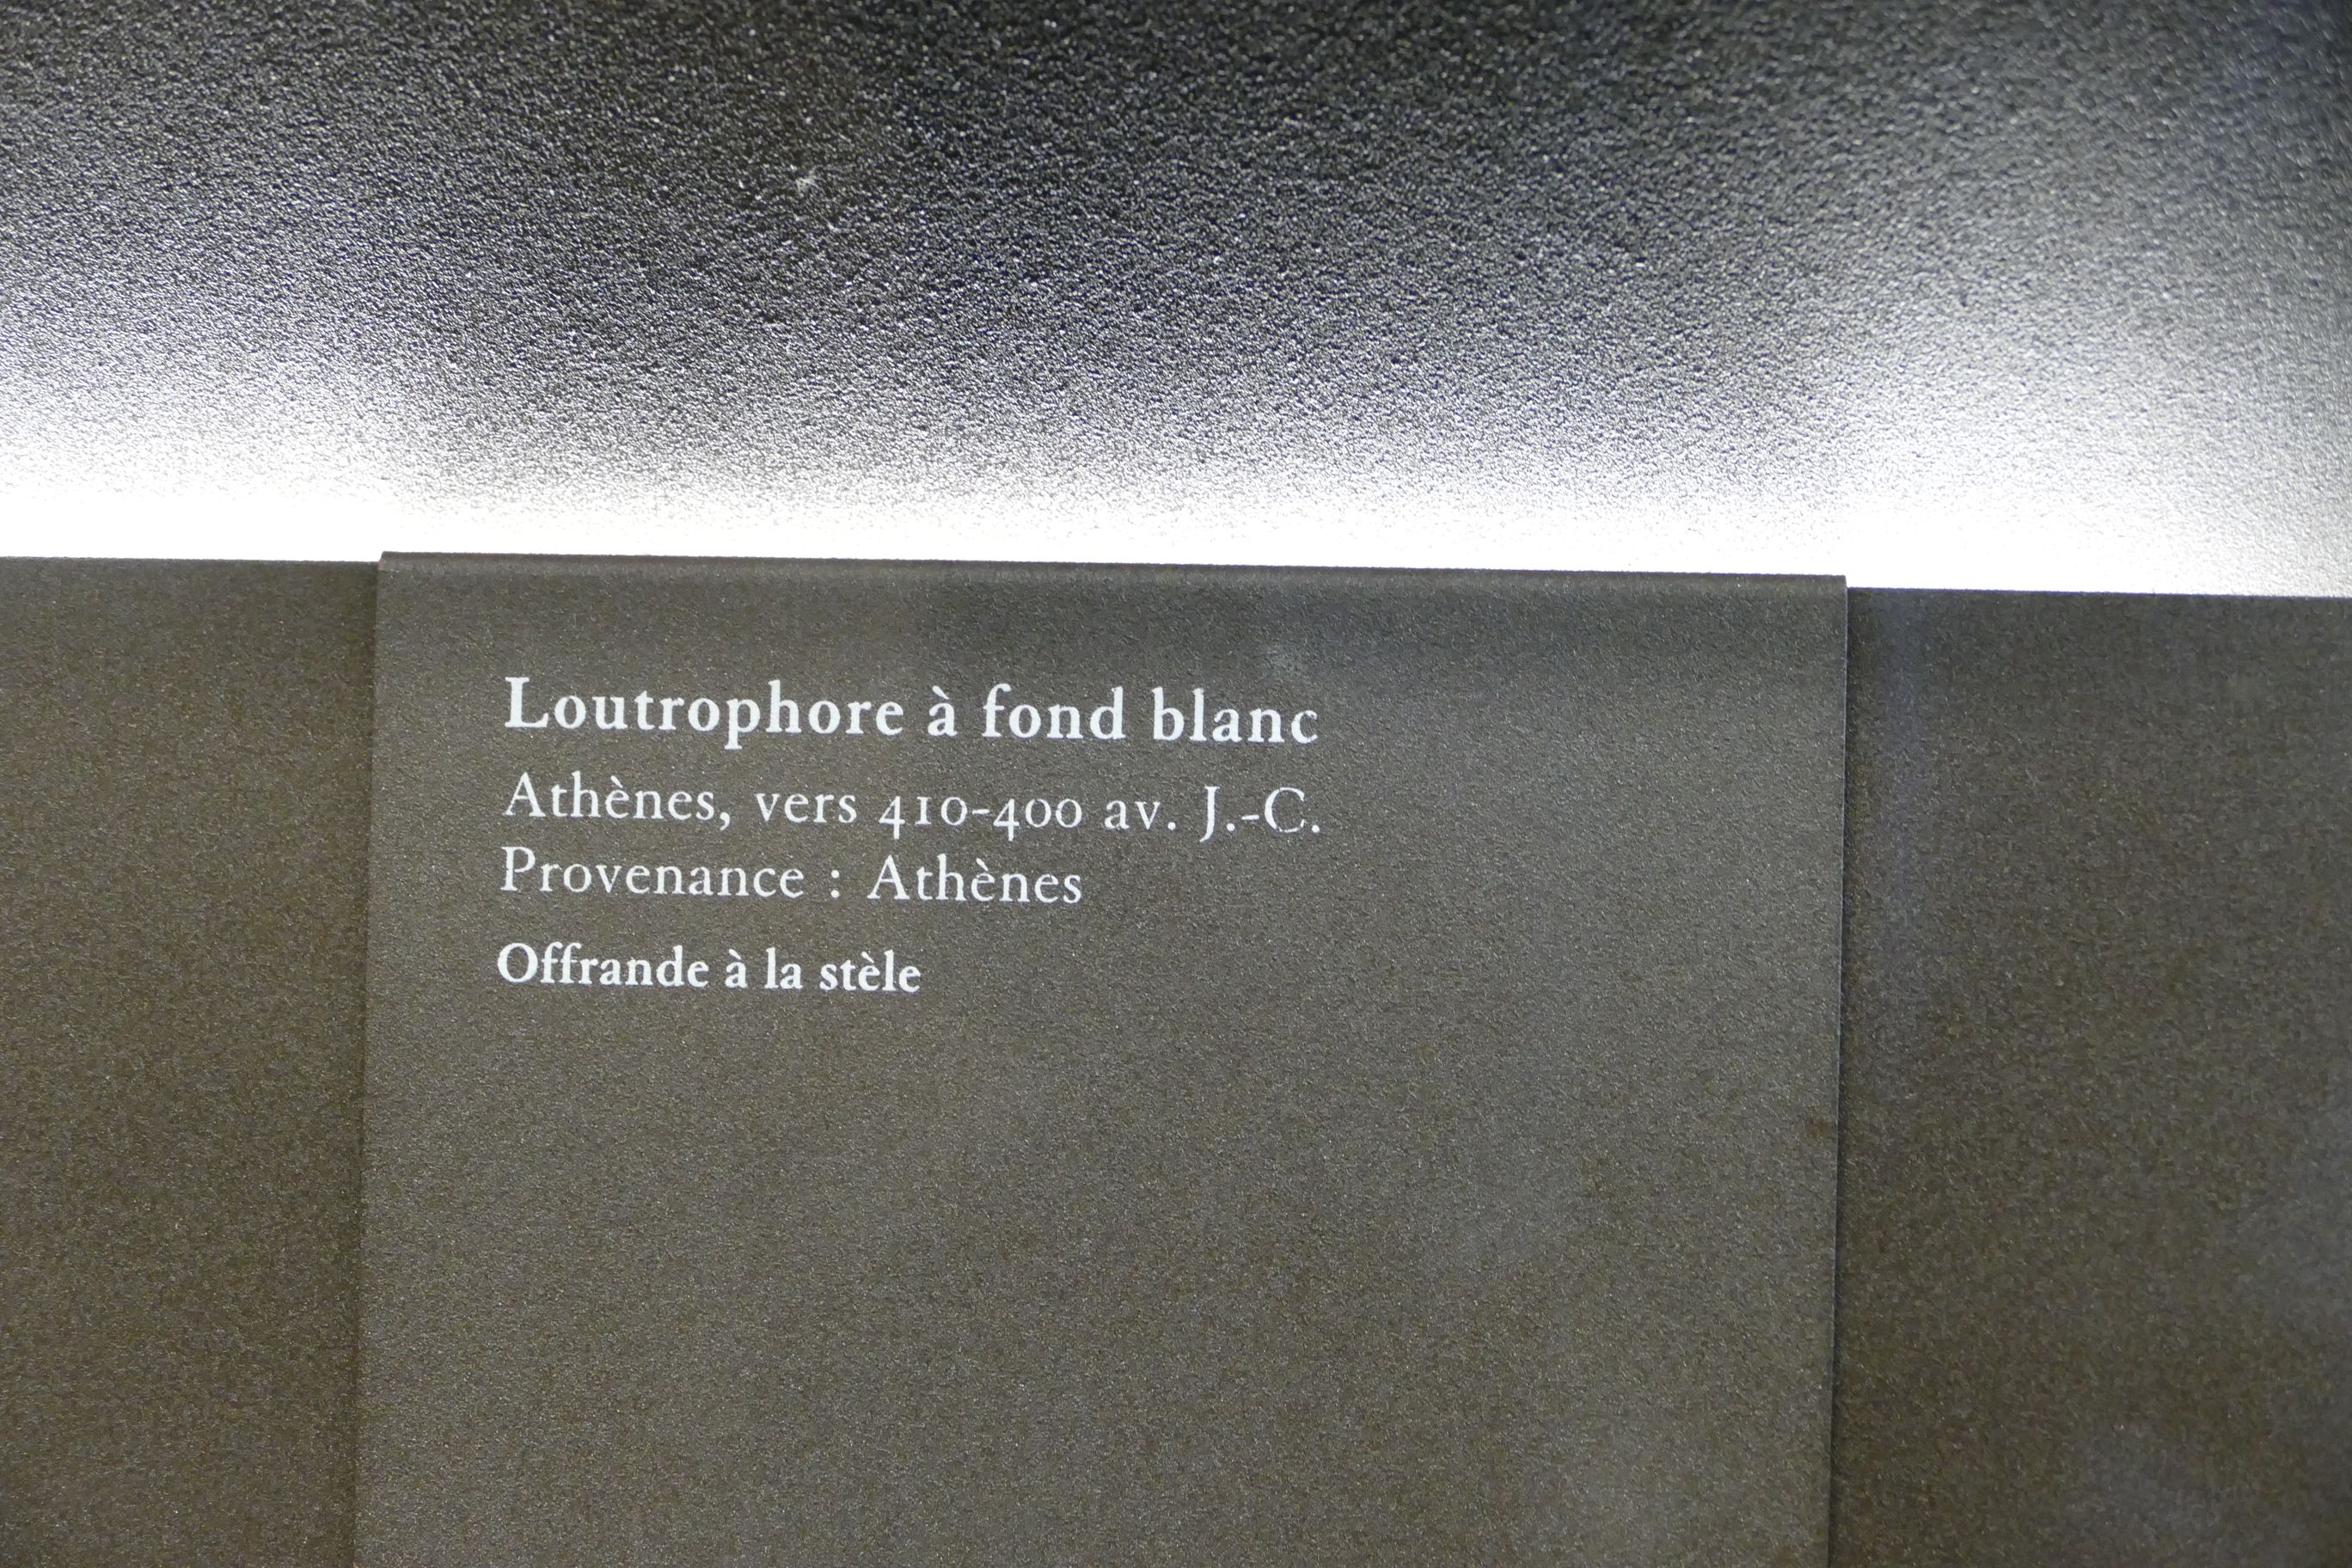 Loutrophore à fond blanc
Athènes, vers 410-400 av. J.-C.
Provenance : Athènes
Offrande à la stèle